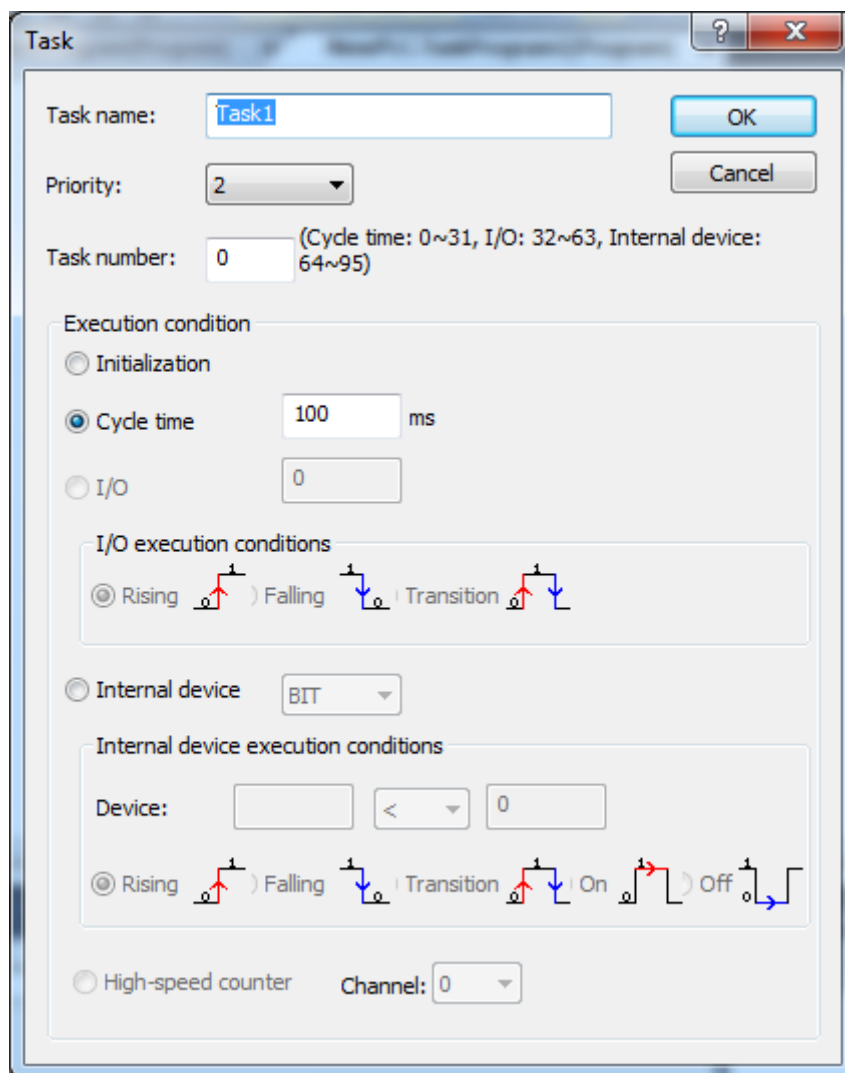 Task
Task name: Task1 OK
Priority: 2 Cancel
Task number: 0 (Cycle time: 0~31, I/O: 32~63, Internal device:
64~95)
Execution condition
Initialization
Cycle time 100 ms
I/O 0
I/O execution conditions
Rising 0 1 Falling 1 0 Transition 0 1
Internal device BIT
Internal device execution conditions
Device: < 0
Rising 0 1 Falling 1 0 Transition 0 1 On 0 1 Off 1 0
High-speed counter Channel: 0